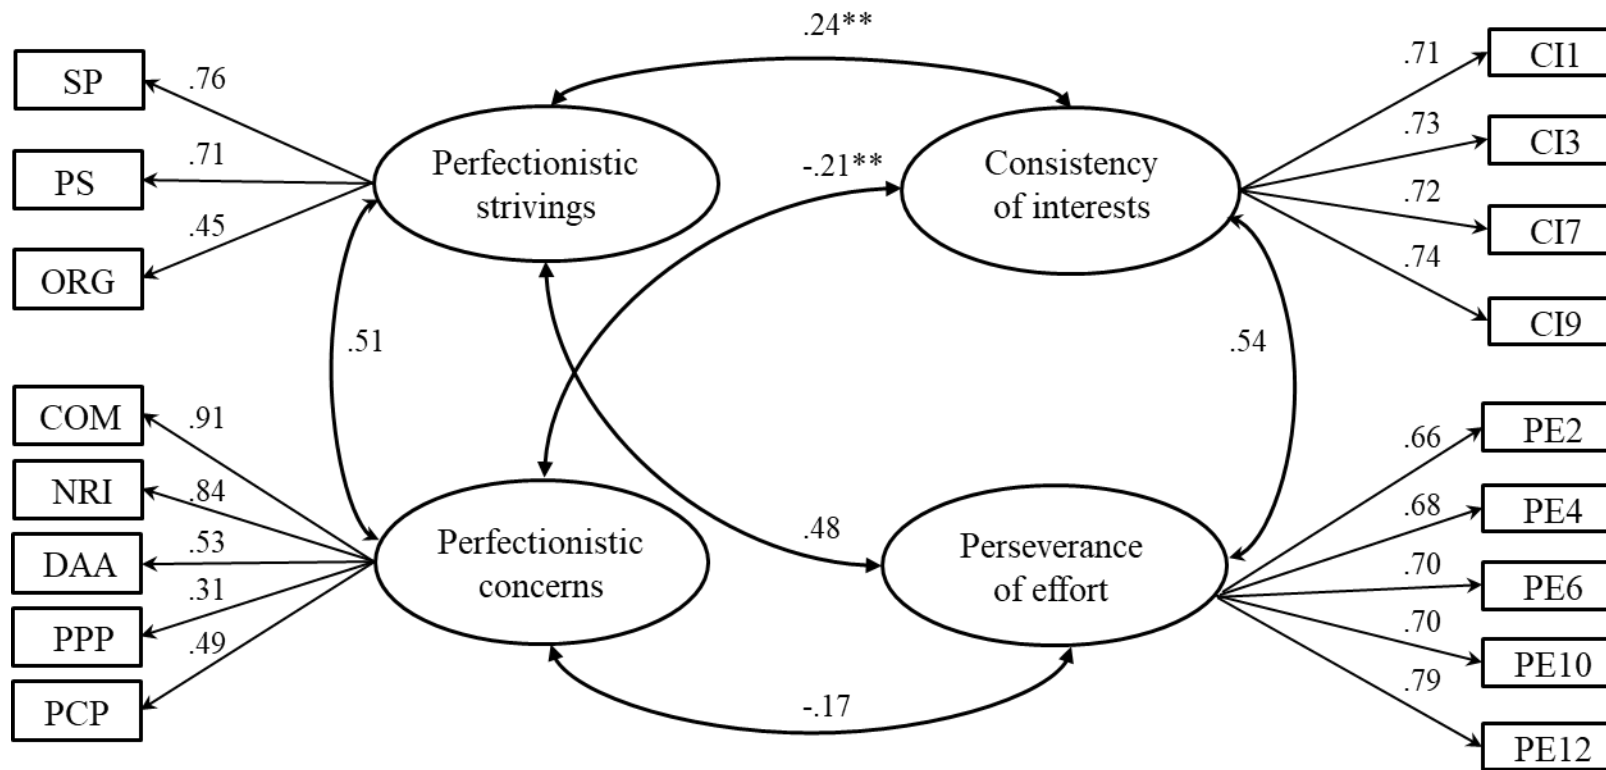 .24**
SP
.76
PS
.71
ORG
.45
Perfectionistic
strivings
-.21**
Consistency
of interests
.71
CI1
.73
CI3
.72
CI7
.74
CI9
.51
.54
COM
.91
NRI
.84
DAA
.53
PPP
.31
PCP
.49
Perfectionistic
concerns
.48
Perseverance
of effort
.66
PE2
.68
PE4
.70
PE6
.70
PE10
.79
PE12
-.17